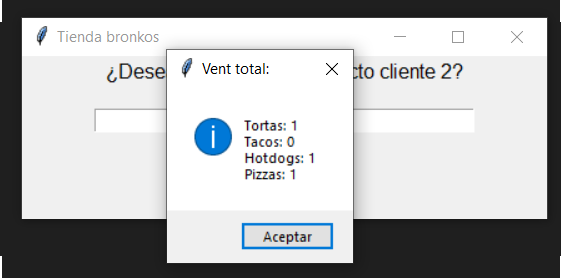 Tienda bronkos
¿Dese
cto cliente 2?
Vent total:
Tortas: 1
Tacos: 0
Hotdogs: 1
Pizzas: 1
Aceptar